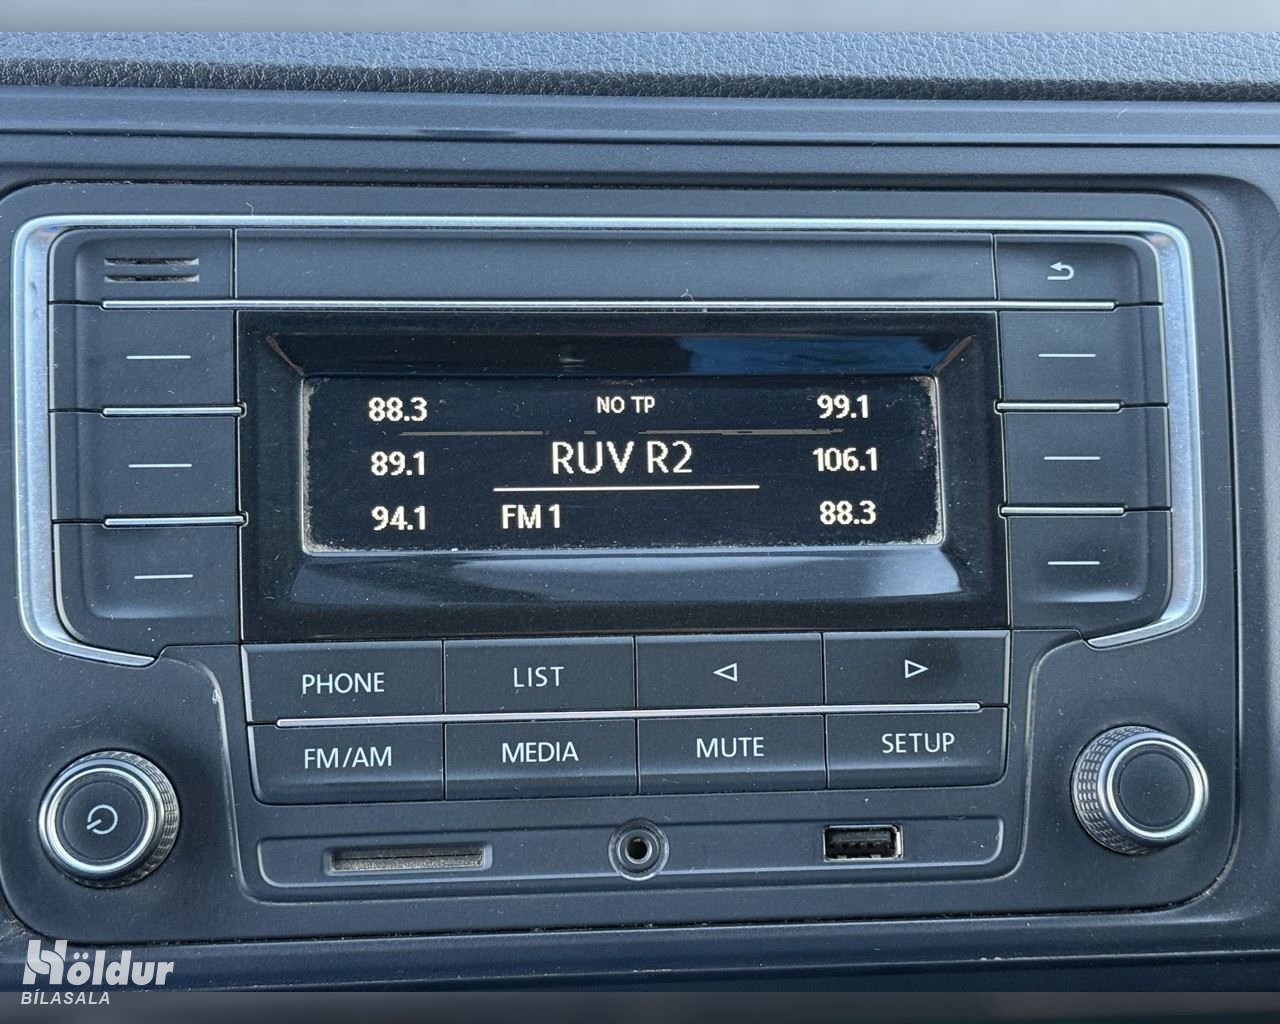 88.3 NO TP 99.1
89.1 RUV R2 106.1
94.1 FM 1 88.3
PHONE LIST
FM/AM MEDIA MUTE SETUP
Höldur
BÍLASALA